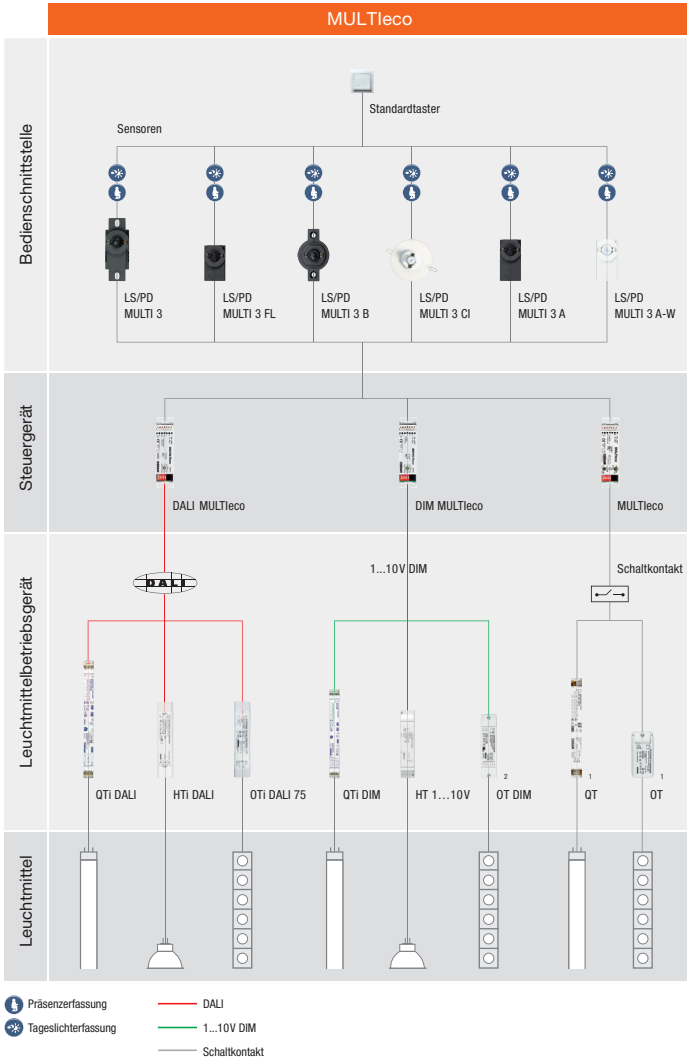 MULTIeco
Bedienschnittstelle
Standardtaster
Sensoren
LS/PD
MULTI 3
LS/PD
MULTI 3 FL
LS/PD
MULTI 3 B
LS/PD
MULTI 3 CI
LS/PD
MULTI 3 A
LS/PD
MULTI 3 A-W
Steuergerät
DALI MULTIeco
DIM MULTIeco
MULTIeco
Leuchtmittelbetriebsgerät
DALI
1...10V DIM
Schaltkontakt
QTi DALI
HTi DALI
OTi DALI 75
QTi DIM
HT 1...10V
2
OT DIM
1
QT
1
OT
Leuchtmittel
Präsenzerfassung
DALI
Tageslichterfassung
1...10V DIM
Schaltkontakt